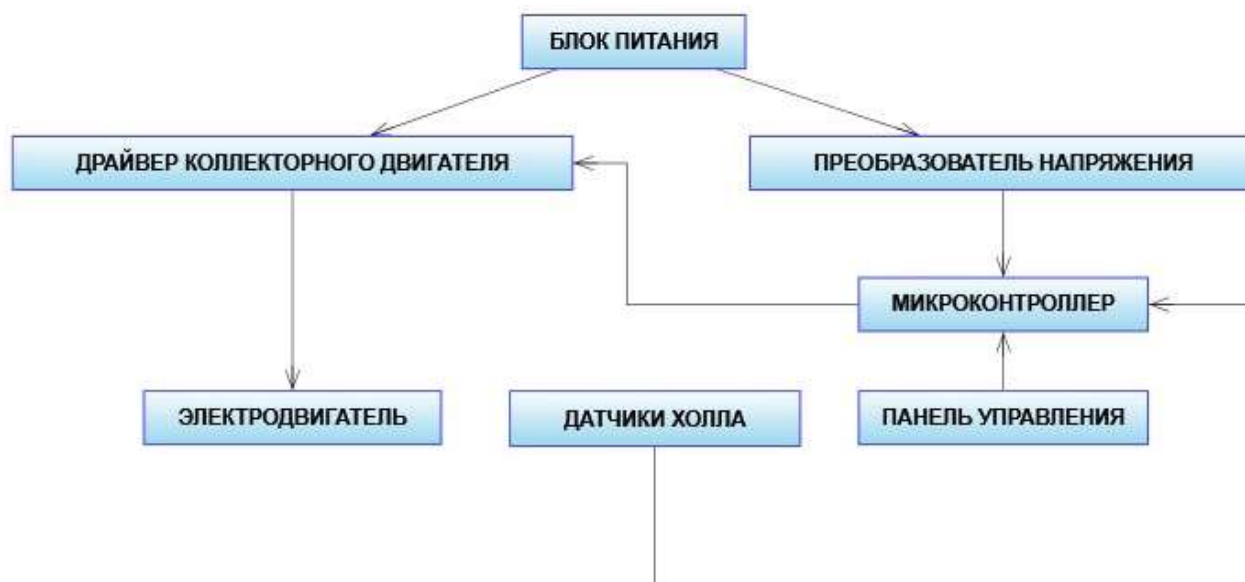 БЛОК ПИТАНИЯ
ДРАЙВЕР КОЛЛЕКТОРНОГО ДВИГАТЕЛЯ
ПРЕОБРАЗОВАТЕЛЬ НАПРЯЖЕНИЯ
МИКРОКОНТРОЛЛЕР
ЭЛЕКТРОДВИГАТЕЛЬ
ДАТЧИКИ ХОЛЛА
ПАНЕЛЬ УПРАВЛЕНИЯ